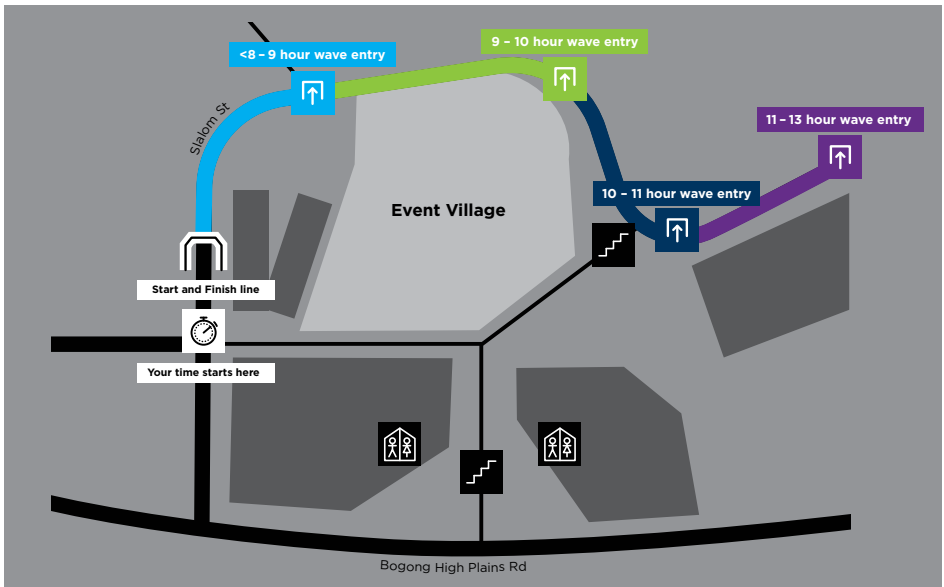 9 – 10 hour wave entry
<8 – 9 hour wave entry
11 – 13 hour wave entry
Slalom St
10 – 11 hour wave entry
Event Village
Start and Finish line
Your time starts here
Bogong High Plains Rd